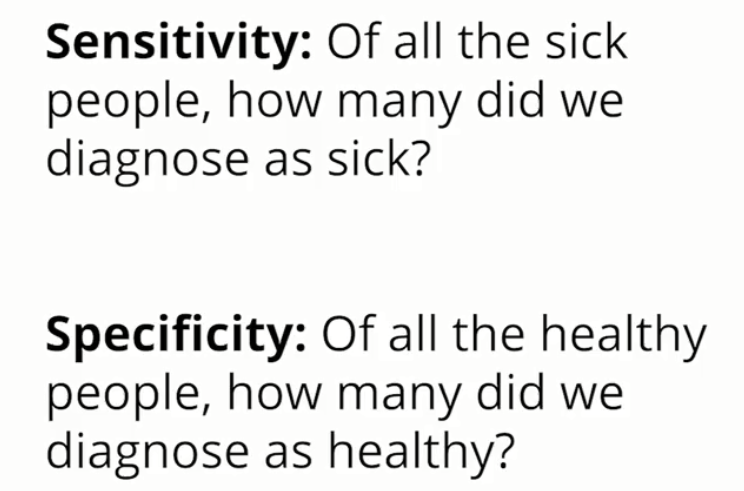 Sensitivity: Of all the sick
people, how many did we
diagnose as sick?
Specificity: Of all the healthy
people, how many did we
diagnose as healthy?